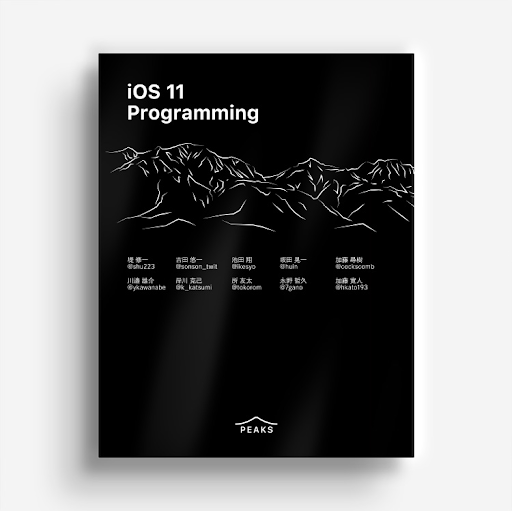 iOS 11
Programming
堤 修一 吉田 悠一 池田 翔 坂田 晃一 加藤 尋樹
@shu223 @sonson_twit @ikesyo @huin @cockscomb
川邉 雄介 岸川 克己 所 友太 永野 哲久 加藤 寛人
@ykawanabe @k_katsumi @tokorom @7gano @hkato193
PEAKS